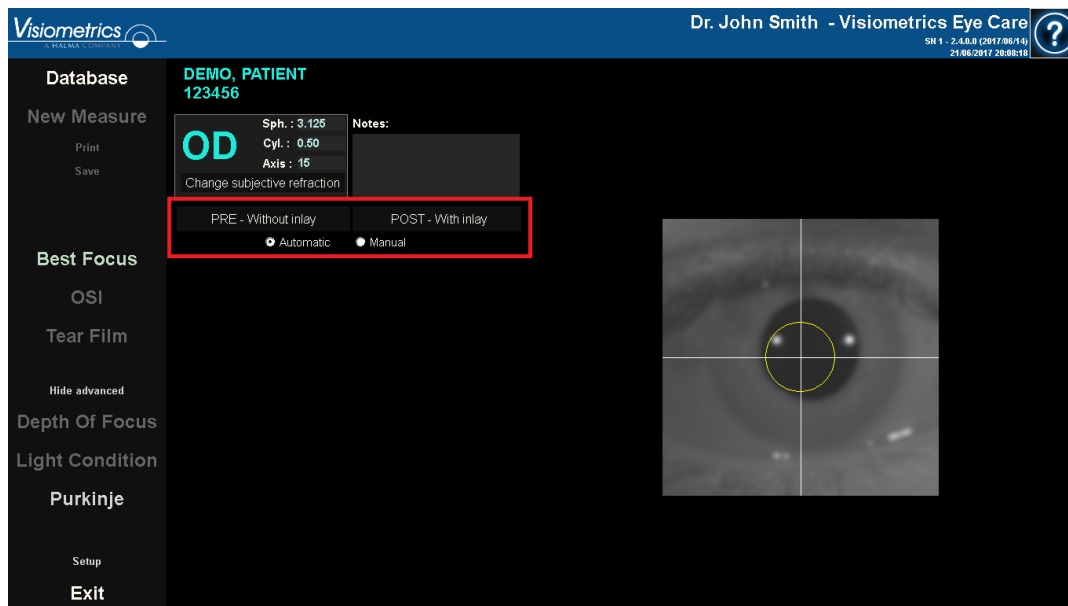 Visiometrics
A HALMA COMPANY
Dr. John Smith - Visiometrics Eye Care
SN 1 - 2.4.0.0 (2017/06/14)
21/06/2017 20:08:18
?
Database
New Measure
Print
Save
Best Focus
OSI
Tear Film
Hide advanced
Depth Of Focus
Light Condition
Purkinje
Setup
Exit
DEMO, PATIENT
123456
OD
Sph. : 3.125
Cyl. : 0.50
Axis : 15
Change subjective refraction
Notes:
PRE - Without inlay
POST - With inlay
Automatic
Manual